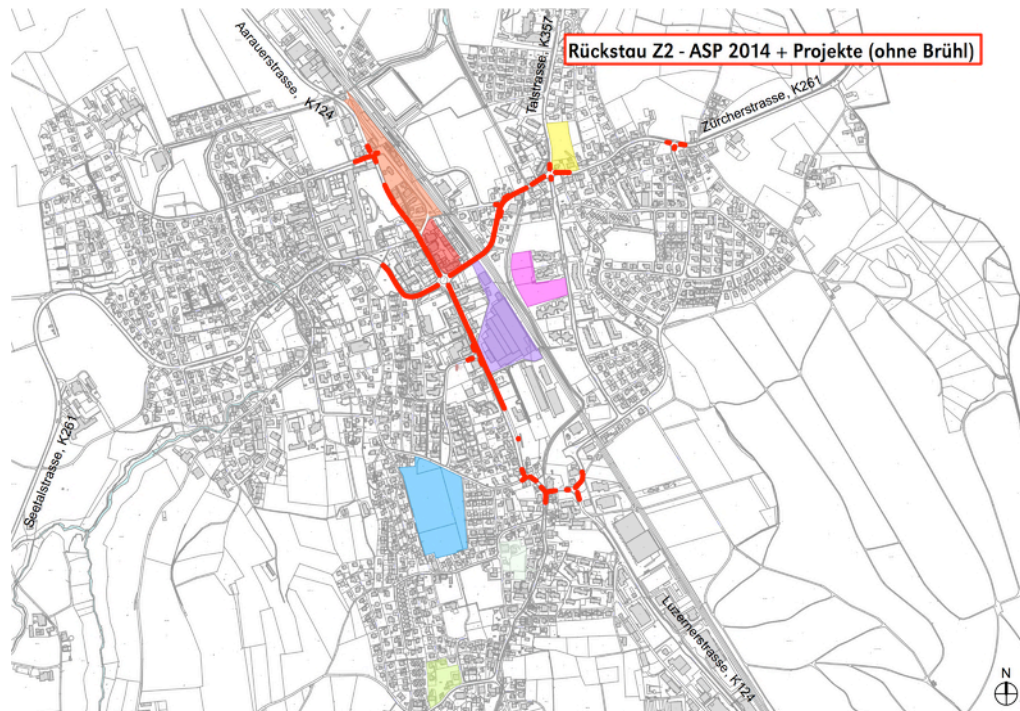 Aarauerstrasse, K124
Talstrasse, K357
Rückstau Z2 - ASP 2014 + Projekte (ohne Brühl)
Zürcherstrasse, K261
Seetalstrasse, K261
Luzernerstrasse, K124
N